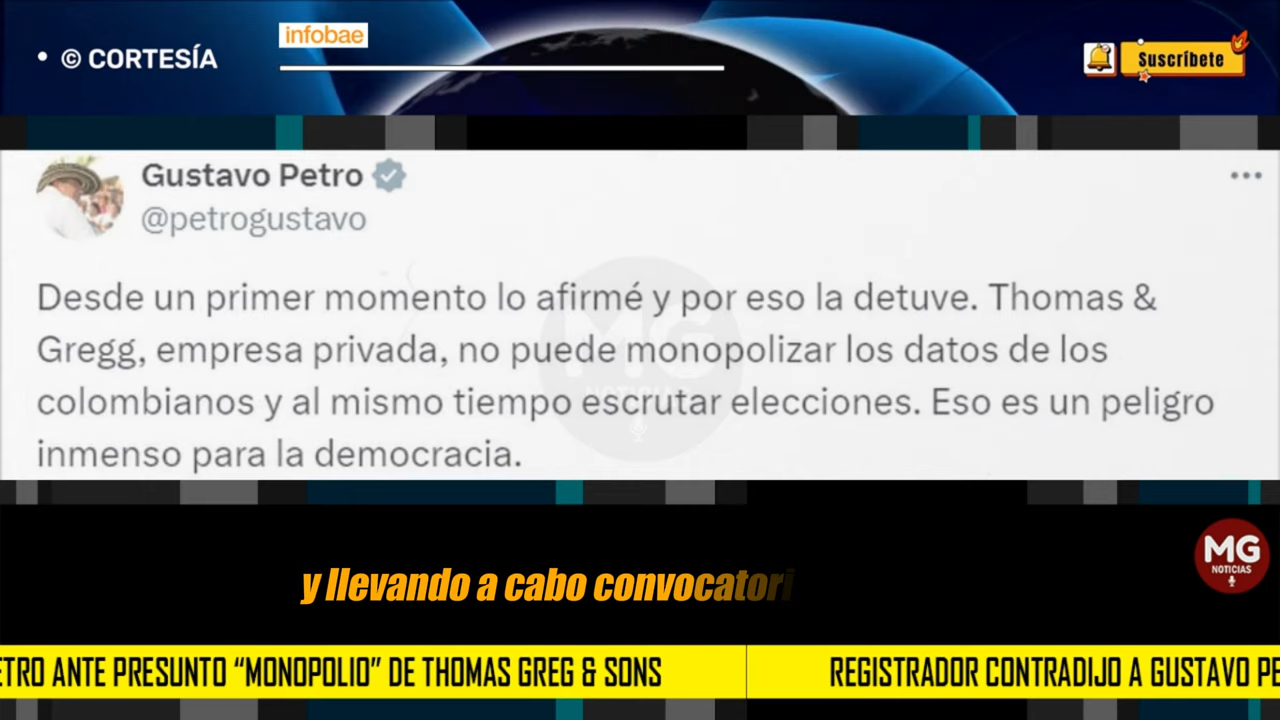 • © CORTESÍA
infobae
Suscríbete
Gustavo Petro
@petrogustavo
Desde un primer momento lo afirmé y por eso la detuve. Thomas &
Gregg, empresa privada, no puede monopolizar los datos de los
colombianos y al mismo tiempo escrutar elecciones. Eso es un peligro
inmenso para la democracia.
MG
NOTICIAS
y llevando a cabo convocatori
MG
NOTICIAS
ETRO ANTE PRESUNTO “MONOPOLIO” DE THOMAS GREG & SONS
REGISTRADOR CONTRADIJO A GUSTAVO PE